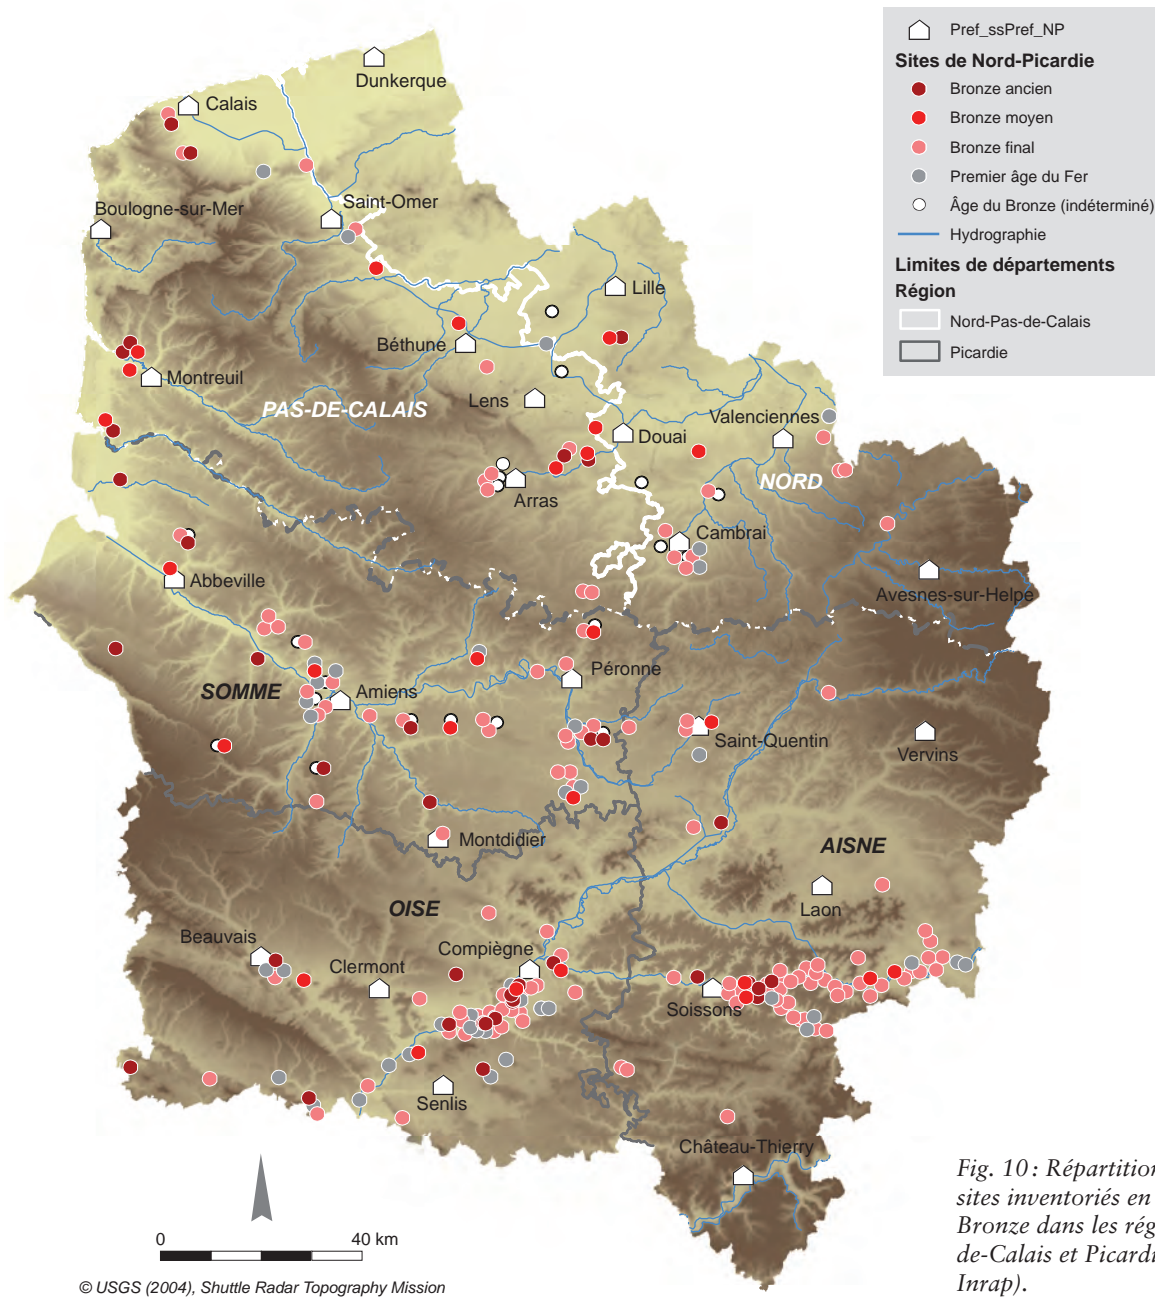 Pref_ssPref_NP
Sites de Nord-Picardie
Bronze ancien
Bronze moyen
Bronze final
Premier âge du Fer
Âge du Bronze (indéterminé)
Hydrographie
Limites de départements
Région
Nord-Pas-de-Calais
Picardie
Dunkerque
Calais
Saint-Omer
Boulogne-sur-Mer
Lille
Béthune
Montreuil
Lens
PAS-DE-CALAIS
Valenciennes
Douai
NORD
Arras
Cambrai
Abbeville
Avesnes-sur-Helpe
Péronne
SOMME
Amiens
Saint-Quentin
Vervins
Montdidier
AISNE
Laon
OISE
Beauvais
Compiègne
Clermont
Soissons
Senlis
Château-Thierry
0 40 km
© USGS (2004), Shuttle Radar Topography Mission
Fig. 10 : Répartition
sites inventoriés en
Bronze dans les rég
de-Calais et Picardi
Inrap).